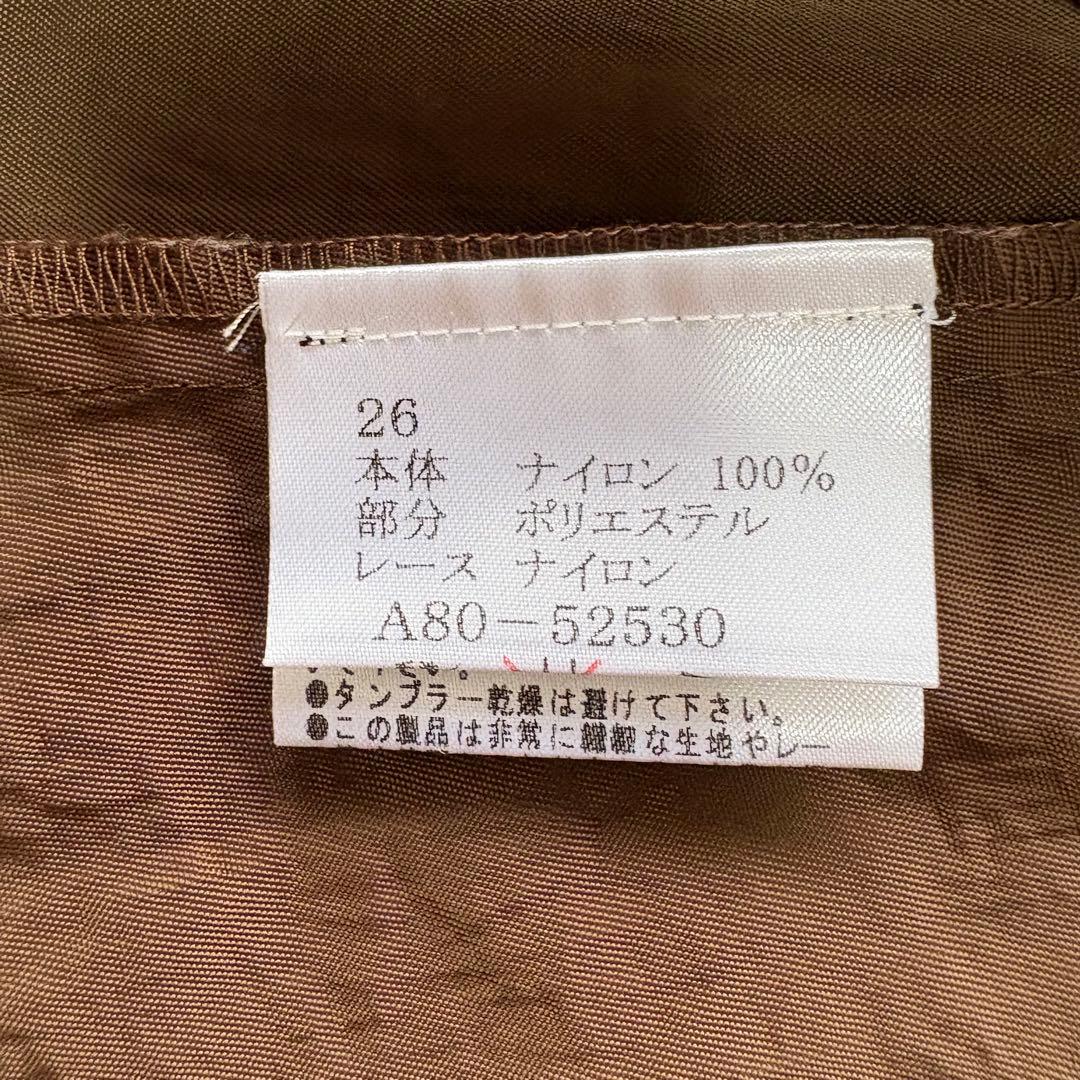 26
本体 ナイロン 100%
部分 ポリエステル
レース ナイロン
A80-52530
●タンブラー乾燥は避けて下さい。
●この製品は非常に繊細な生地やレー